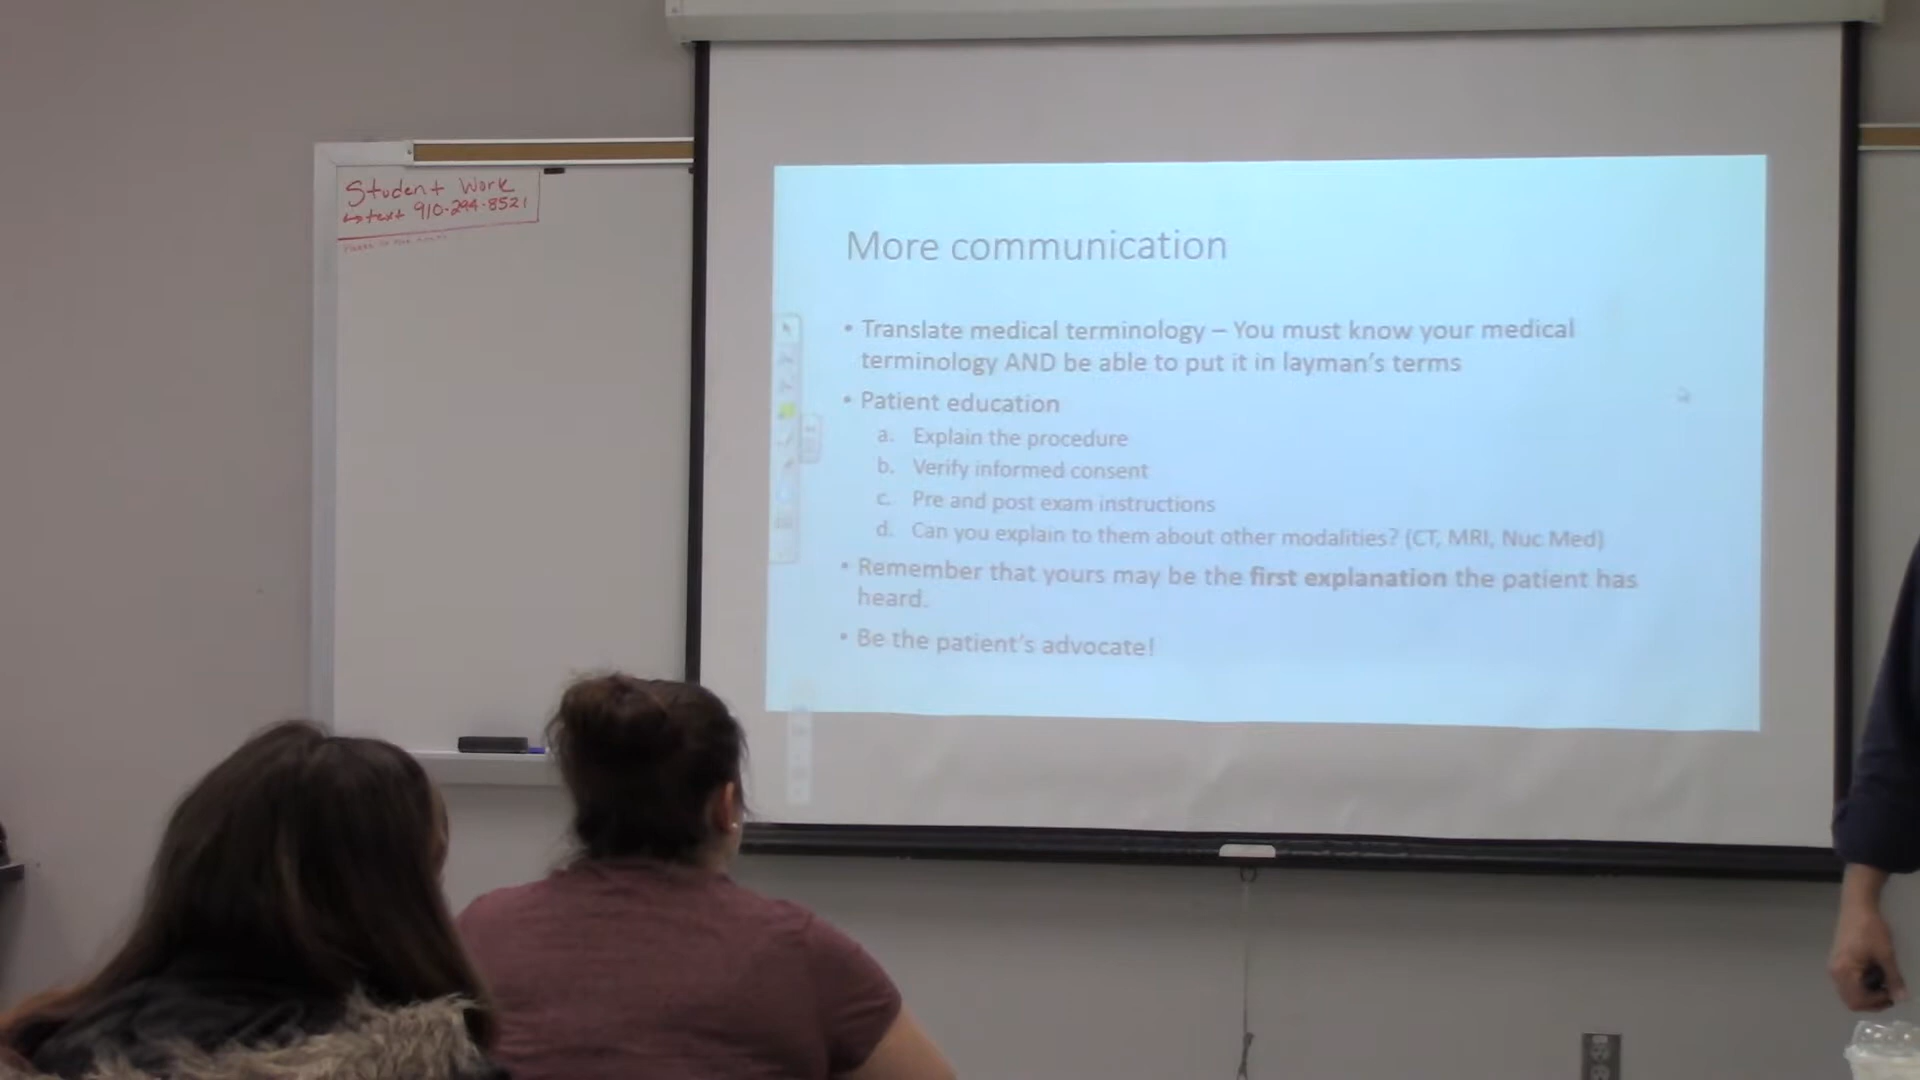 Student Work
↳ text 910-294-8521
More communication
• Translate medical terminology – You must know your medical
terminology AND be able to put it in layman's terms
• Patient education
a. Explain the procedure
b. Verify informed consent
c. Pre and post exam instructions
d. Can you explain to them about other modalities? (CT, MRI, Nuc Med)
• Remember that yours may be the first explanation the patient has
heard.
• Be the patient's advocate!